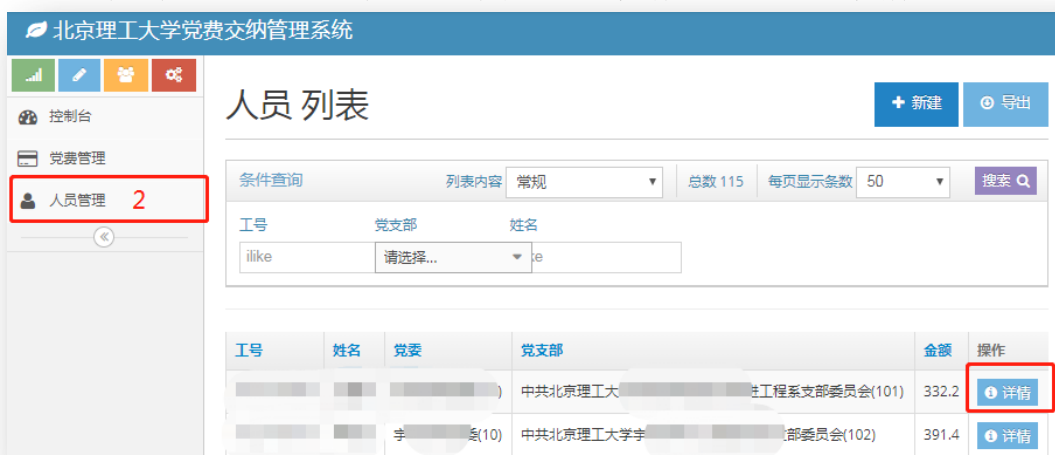 北京理工大学党费交纳管理系统
控制台
人员 列表
新建 导出
党费管理
人员管理 2
条件查询 列表内容 常规 总数 115 每页显示条数 50 搜索
工号 党支部 姓名
ilike 请选择...
工号 姓名 党委 党支部 金额 操作
) 中共北京理工大 进工程系支部委员会(101) 332.2 详情
宇 委(10) 中共北京理工大学宇 支部委员会(102) 391.4 详情